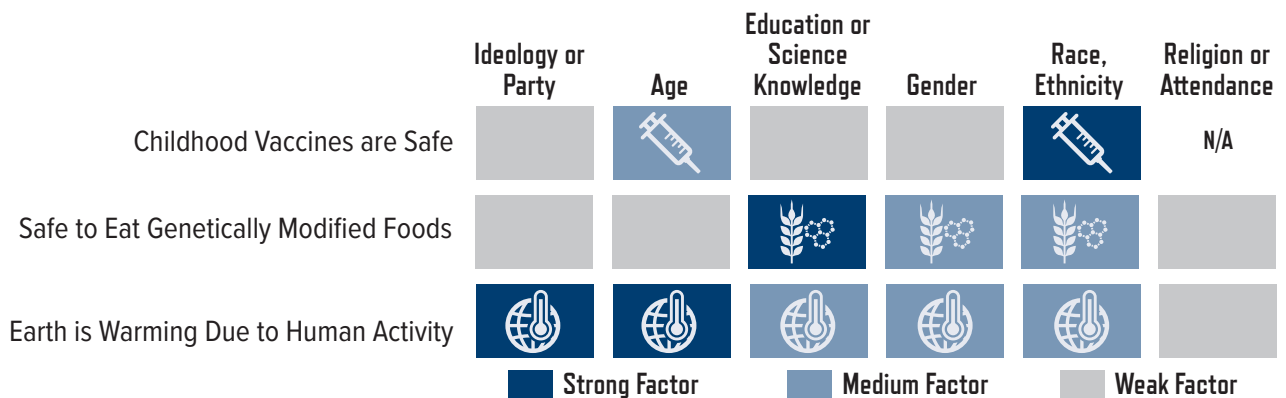 Ideology or
Party
Age
Education or
Science
Knowledge
Gender
Race,
Ethnicity
Religion or
Attendance
Childhood Vaccines are Safe
N/A
Safe to Eat Genetically Modified Foods
Earth is Warming Due to Human Activity
Strong Factor
Medium Factor
Weak Factor